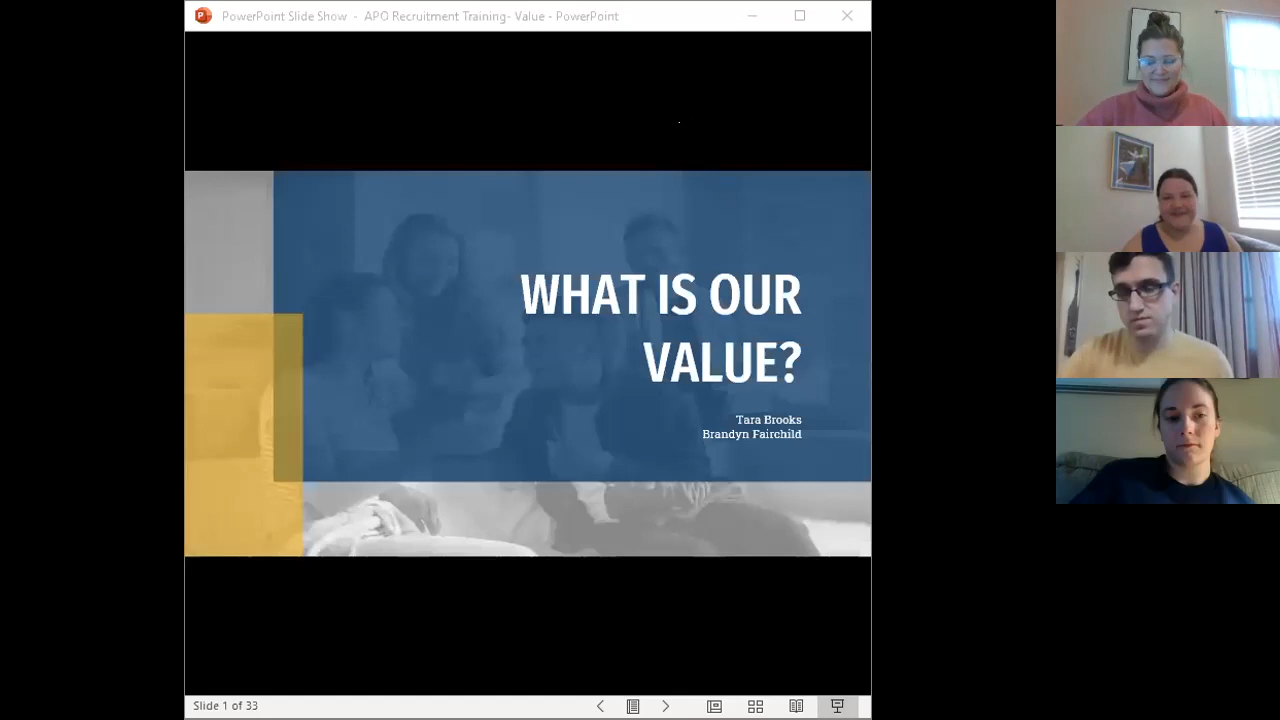 PowerPoint Slide Show - APO Recruitment Training- Value - PowerPoint
WHAT IS OUR
VALUE?
Tara Brooks
Brandyn Fairchild
Slide 1 of 33